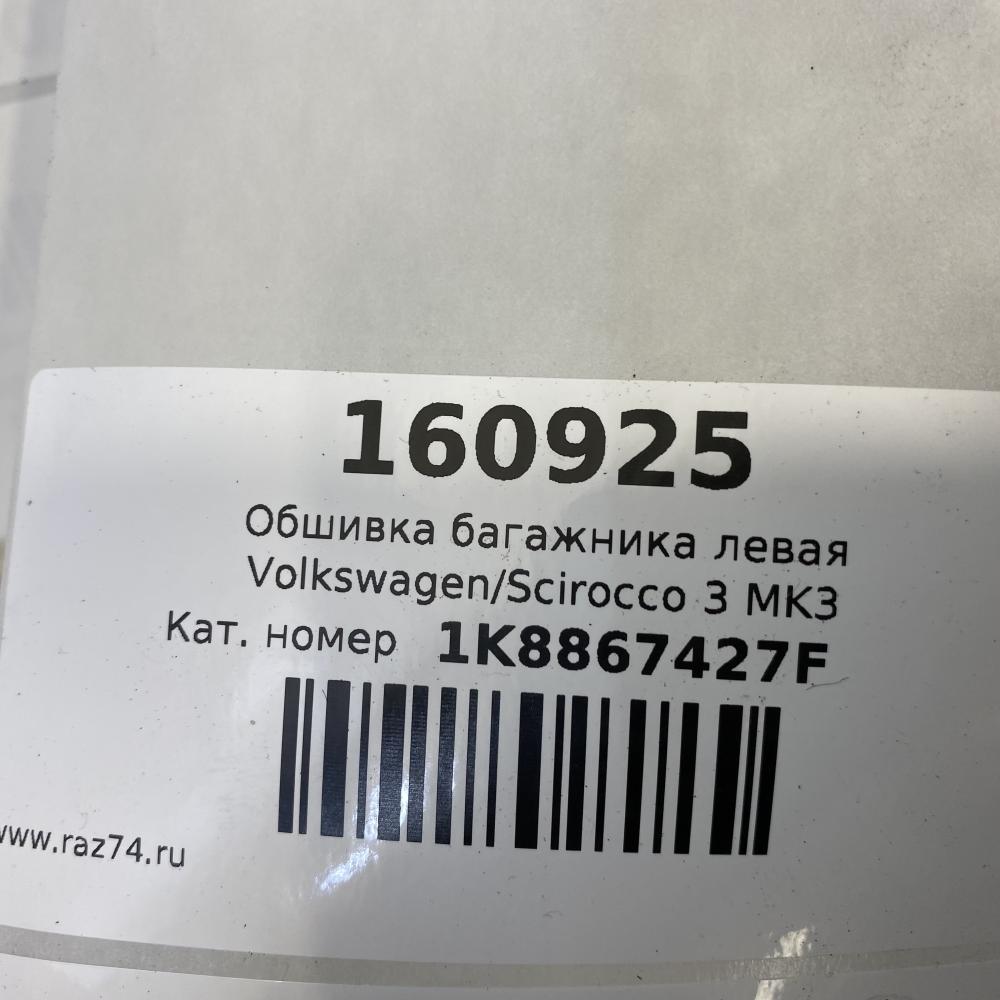 160925
Обшивка багажника левая
Volkswagen/Scirocco 3 MK3
Кат. номер 1K8867427F
www.raz74.ru